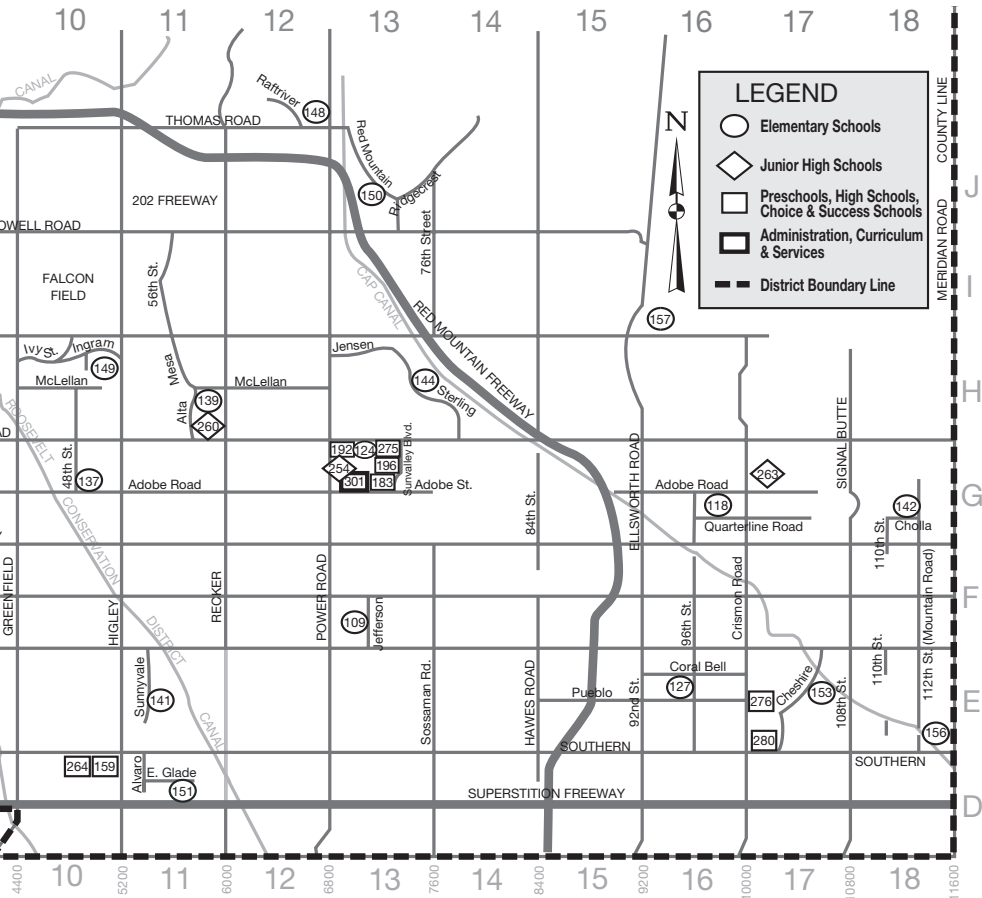 10 11 12 13 14 15 16 17 18
CANAL
Raftriver
148
THOMAS ROAD
Red Mountain
150
Ridgecrest
202 FREEWAY
OWELL ROAD
76th Street
N
LEGEND
Elementary Schools
Junior High Schools
Preschools, High Schools,
Choice & Success Schools
Administration, Curriculum
& Services
District Boundary Line
COUNTY LINE
MERIDIAN ROAD
J
I
FALCON
FIELD
56th St.
CAP CANAL
RED MOUNTAIN FREEWAY
157
Ivy St.
Ingram
149
Jensen
McLellan
Mesa
McLellan
144
Sterling
H
139
Alta
260
ROOSEVELT
AD
SIGNAL BUTTE
192
124
275
Sunvalley Blvd.
254
196
301
183
ELLSWORTH ROAD
263
48th St.
137
Adobe Road
Adobe St.
Adobe Road
G
84th St.
118
Quarterline Road
142
Cholla
110th St.
CONSERVATION
GREENFIELD
HIGLEY
RECKER
POWER ROAD
109
Jefferson
96th St.
Crismon Road
F
112th St. (Mountain Road)
DISTRICT
Sunnyvale
141
Sossaman Rd.
HAWES ROAD
Pueblo
92nd St.
Coral Bell
127
276
Cheshire
153
108th St.
110th St.
E
156
280
CANAL
SOUTHERN
SOUTHERN
264
159
Alvaro
E. Glade
151
SUPERSTITION FREEWAY
D
4400
10
5200
11
6000
12
6800
13
7600
14
8400
15
9200
16
10000
17
10800
18
11600